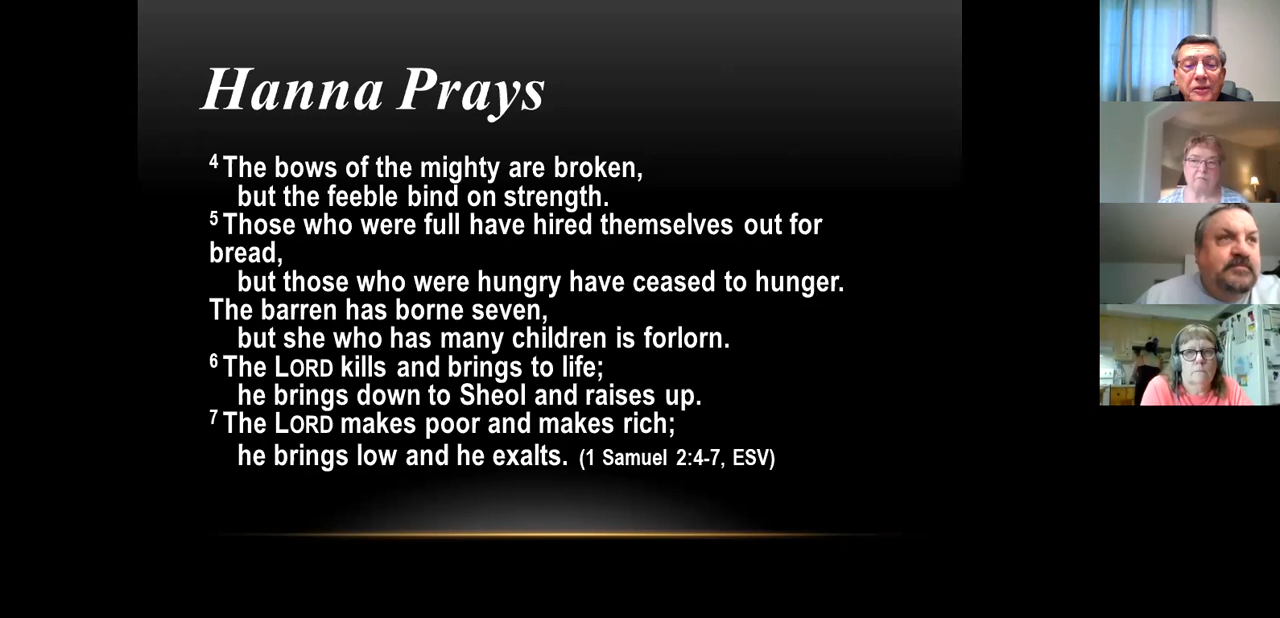 Hanna Prays
4 The bows of the mighty are broken,
but the feeble bind on strength.
5 Those who were full have hired themselves out for
bread,
but those who were hungry have ceased to hunger.
The barren has borne seven,
but she who has many children is forlorn.
6 The LORD kills and brings to life;
he brings down to Sheol and raises up.
7 The LORD makes poor and makes rich;
he brings low and he exalts. (1 Samuel 2:4-7, ESV)